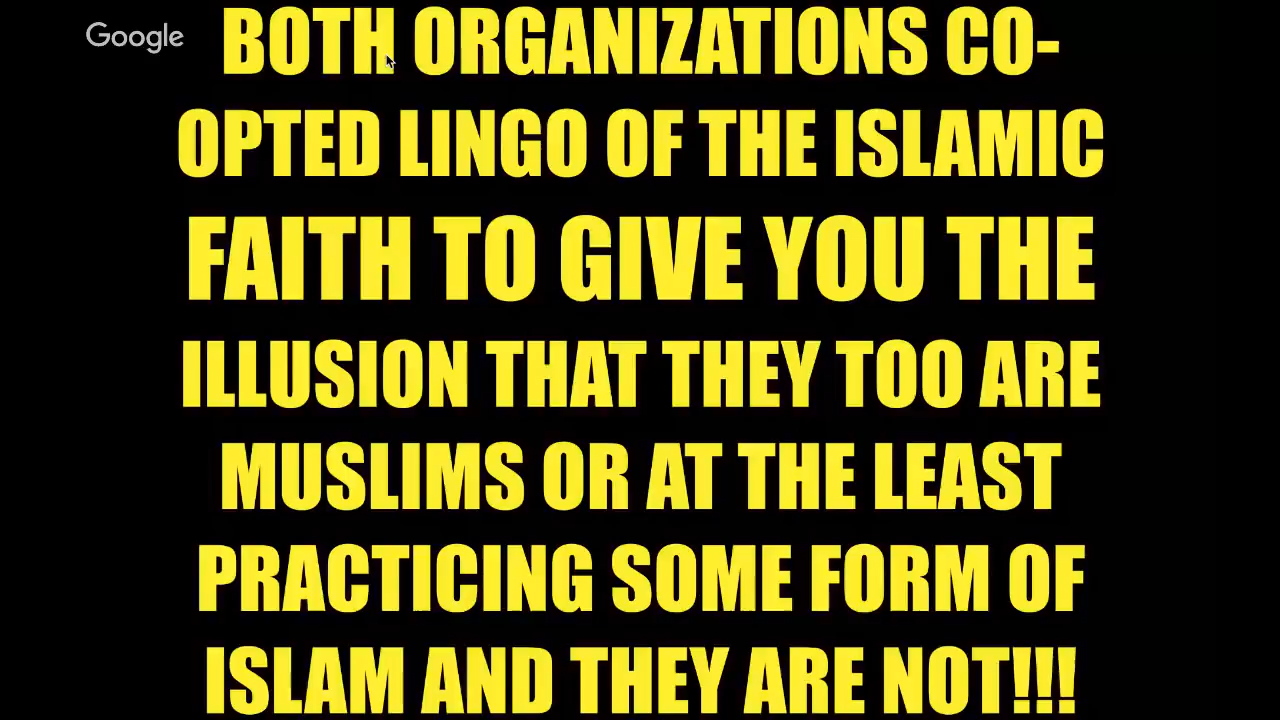 Google
BOTH ORGANIZATIONS CO-
OPTED LINGO OF THE ISLAMIC
FAITH TO GIVE YOU THE
ILLUSION THAT THEY TOO ARE
MUSLIMS OR AT THE LEAST
PRACTICING SOME FORM OF
ISLAM AND THEY ARE NOT!!!